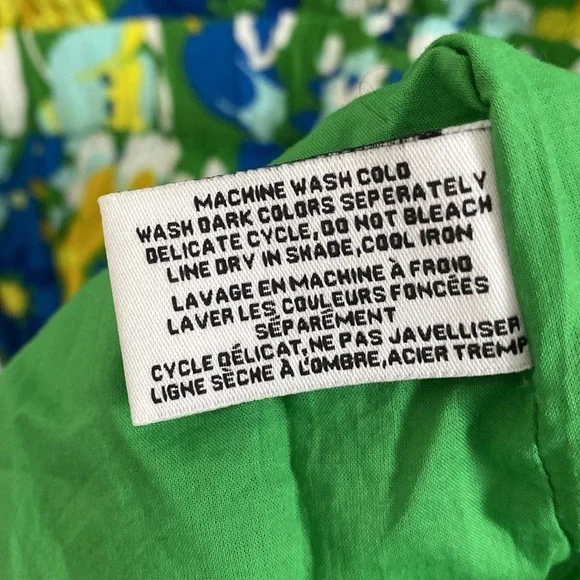 MACHINE WASH COLD
WASH DARK COLORS SEPERATELY
DELICATE CYCLE, DO NOT BLEACH
LINE DRY IN SHADE, COOL IRON
LAVAGE EN MACHINE À FROID
LAVER LES COULEURS FONCÉES
SÉPARÉMENT
CYCLE DÉLICAT, NE PAS JAVELLISER
LIGNE SÈCHE À L'OMBRE, ACIER TREMP